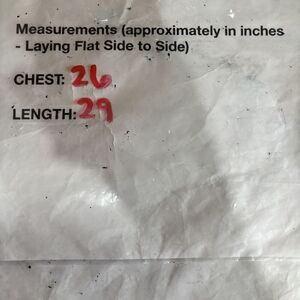 Measurements (approximately in inches
- Laying Flat Side to Side)
CHEST: 26
LENGTH: 29